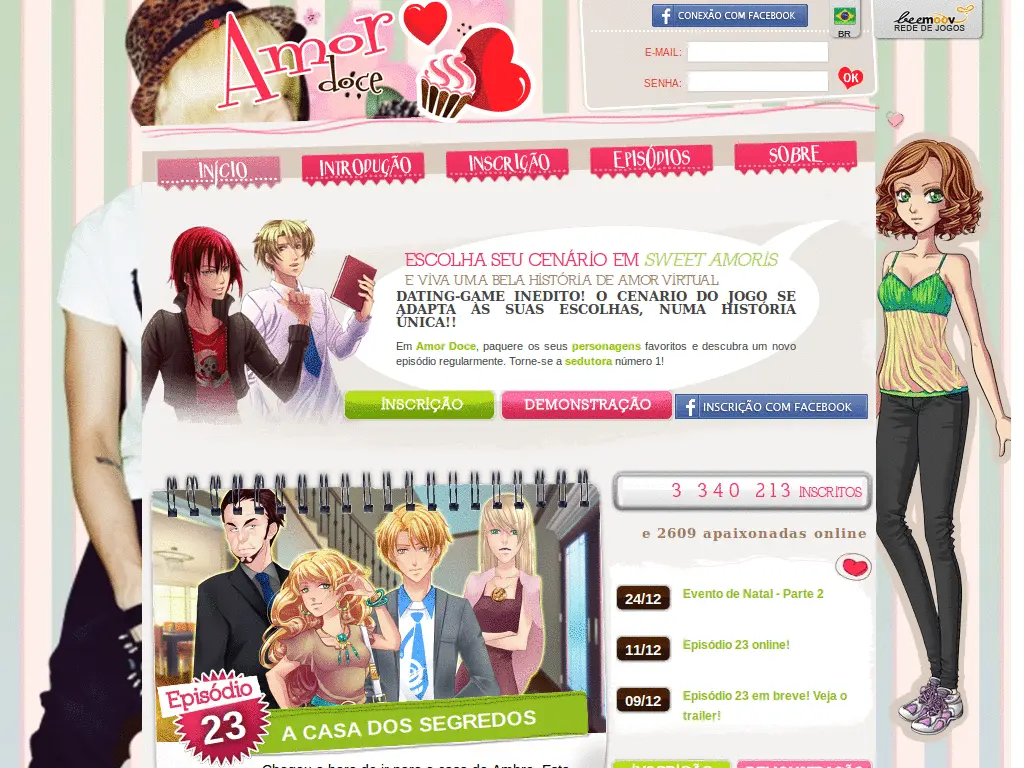 Amor
doce
CONEXÃO COM FACEBOOK
BR
beemoov
REDE DE JOGOS
E-MAIL:
SENHA:
OK
INÍCIO
INTRODUÇÃO
INSCRIÇÃO
EPISÓDIOS
SOBRE
ESCOLHA SEU CENÁRIO EM SWEET AMORIS
E VIVA UMA BELA HISTÓRIA DE AMOR VIRTUAL
DATING-GAME INEDITO! O CENARIO DO JOGO SE
ADAPTA ÀS SUAS ESCOLHAS, NUMA HISTÓRIA
ÚNICA!!
Em Amor Doce, paquere os seus personagens favoritos e descubra um novo
episódio regularmente. Torne-se a sedutora número 1!
INSCRIÇÃO
DEMONSTRAÇÃO
INSCRIÇÃO COM FACEBOOK
3 340 213 INSCRITOS
e 2609 apaixonadas online
24/12 Evento de Natal - Parte 2
11/12 Episódio 23 online!
09/12 Episódio 23 em breve! Veja o
trailer!
Episódio
23
A CASA DOS SEGREDOS
Chegou a hora de ir para a casa da Ambre. Esta
INSCRIÇÃO
DEMONSTRAÇÃO